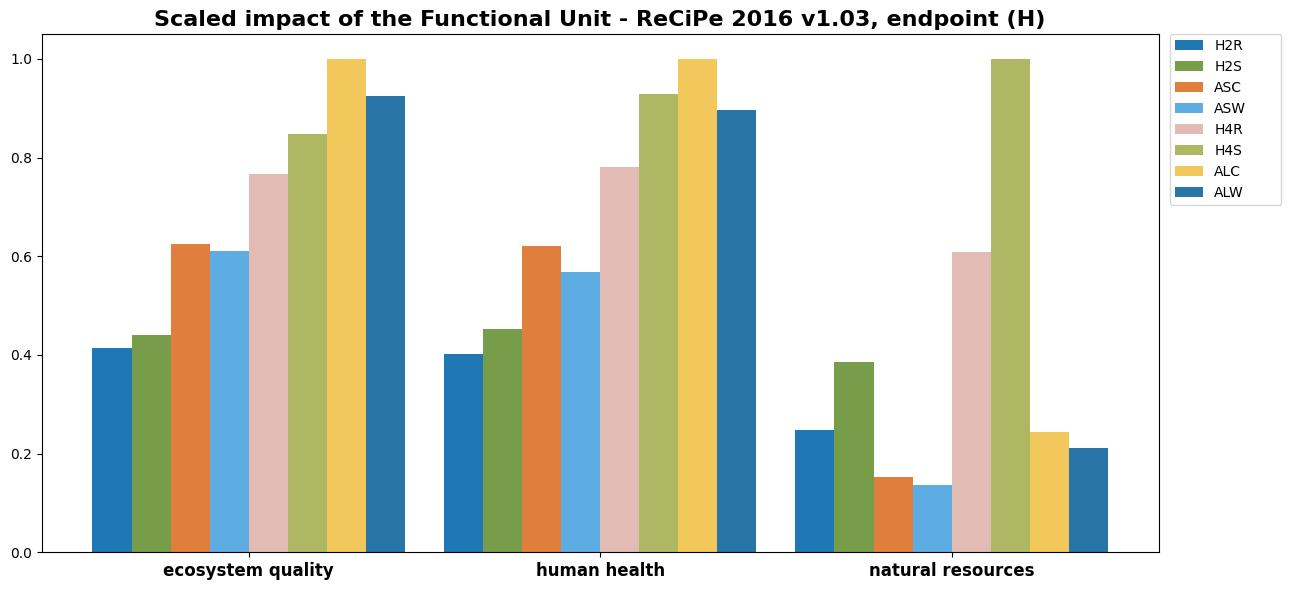 Scaled impact of the Functional Unit - ReCiPe 2016 v1.03, endpoint (H)
1.0
0.8
0.6
0.4
0.2
0.0
ecosystem quality
human health
natural resources
H2R
H2S
ASC
ASW
H4R
H4S
ALC
ALW